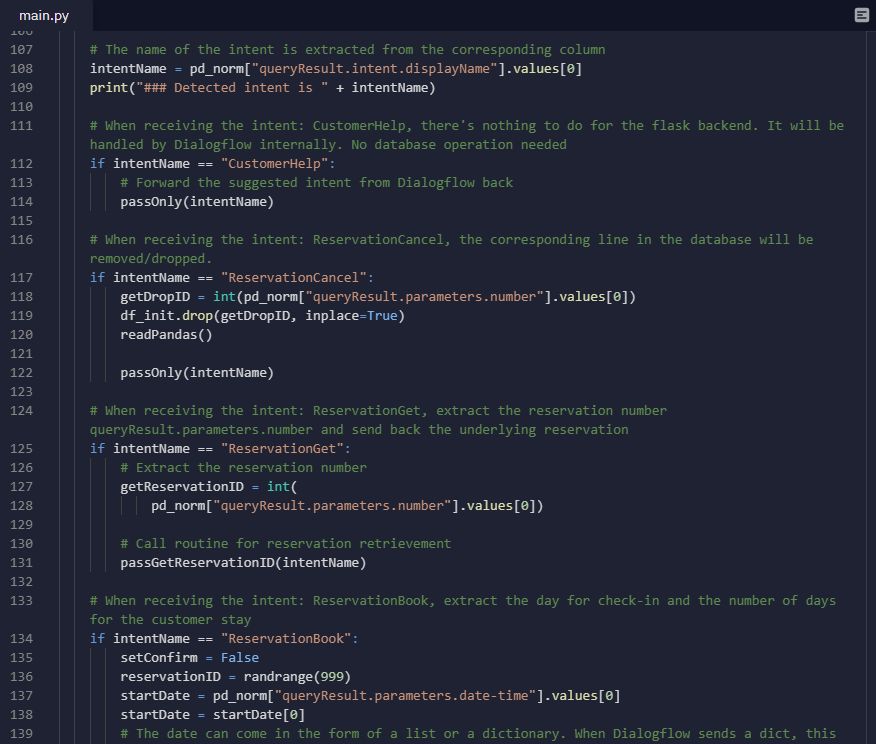 main.py
106
107 # The name of the intent is extracted from the corresponding column
108 intentName = pd_norm["queryResult.intent.displayName"].values[0]
109 print("### Detected intent is " + intentName)
110
111 # When receiving the intent: CustomerHelp, there's nothing to do for the flask backend. It will be
handled by Dialogflow internally. No database operation needed
112 if intentName == "CustomerHelp":
113 # Forward the suggested intent from Dialogflow back
114 passOnly(intentName)
115
116 # When receiving the intent: ReservationCancel, the corresponding line in the database will be
removed/dropped.
117 if intentName == "ReservationCancel":
118 getDropID = int(pd_norm["queryResult.parameters.number"].values[0])
119 df_init.drop(getDropID, inplace=True)
120 readPandas()
121
122 passOnly(intentName)
123
124 # When receiving the intent: ReservationGet, extract the reservation number
queryResult.parameters.number and send back the underlying reservation
125 if intentName == "ReservationGet":
126 # Extract the reservation number
127 getReservationID = int(
128 pd_norm["queryResult.parameters.number"].values[0])
129
130 # Call routine for reservation retrievement
131 passGetReservationID(intentName)
132
133 # When receiving the intent: ReservationBook, extract the day for check-in and the number of days
for the customer stay
134 if intentName == "ReservationBook":
135 setConfirm = False
136 reservationID = randrange(999)
137 startDate = pd_norm["queryResult.parameters.date-time"].values[0]
138 startDate = startDate[0]
139 # The date can come in the form of a list or a dictionary. When Dialogflow sends a dict, this